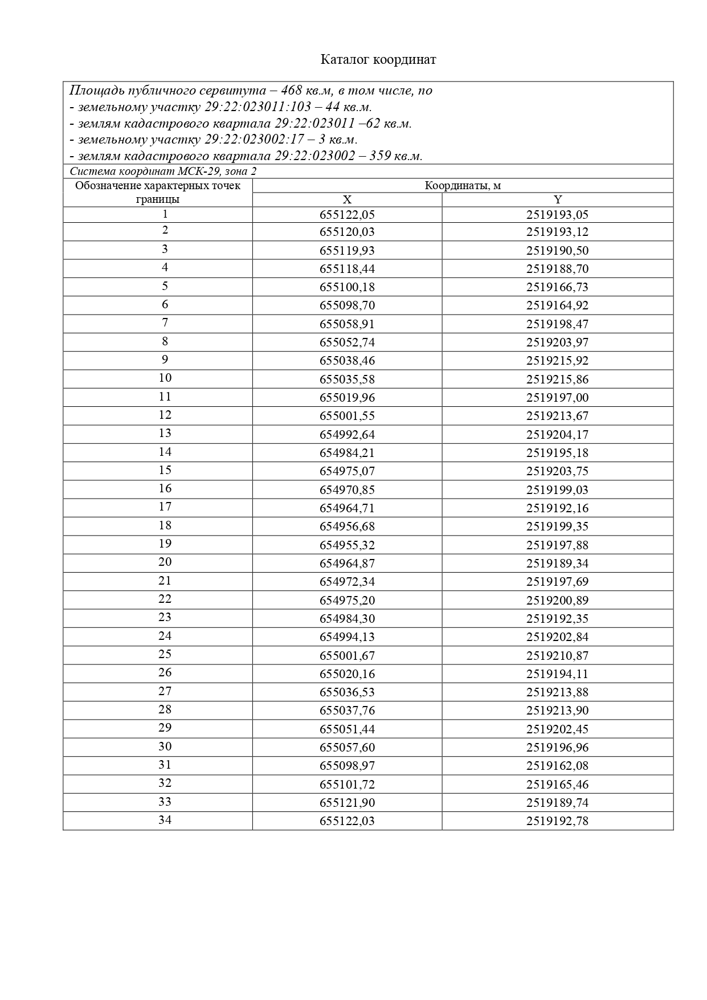 Каталог координат
Площадь публичного сервитута – 468 кв.м, в том числе, по
- земельному участку 29:22:023011:103 – 44 кв.м.
- землям кадастрового квартала 29:22:023011 –62 кв.м.
- земельному участку 29:22:023002:17 – 3 кв.м.
- землям кадастрового квартала 29:22:023002 – 359 кв.м.
Система координат МСК-29, зона 2
Обозначение характерных точек границы Координаты, м
X Y
1 655122,05 2519193,05
2 655120,03 2519193,12
3 655119,93 2519190,50
4 655118,44 2519188,70
5 655100,18 2519166,73
6 655098,70 2519164,92
7 655058,91 2519198,47
8 655052,74 2519203,97
9 655038,46 2519215,92
10 655035,58 2519215,86
11 655019,96 2519197,00
12 655001,55 2519213,67
13 654992,64 2519204,17
14 654984,21 2519195,18
15 654975,07 2519203,75
16 654970,85 2519199,03
17 654964,71 2519192,16
18 654956,68 2519199,35
19 654955,32 2519197,88
20 654964,87 2519189,34
21 654972,34 2519197,69
22 654975,20 2519200,89
23 654984,30 2519192,35
24 654994,13 2519202,84
25 655001,67 2519210,87
26 655020,16 2519194,11
27 655036,53 2519213,88
28 655037,76 2519213,90
29 655051,44 2519202,45
30 655057,60 2519196,96
31 655098,97 2519162,08
32 655101,72 2519165,46
33 655121,90 2519189,74
34 655122,03 2519192,78